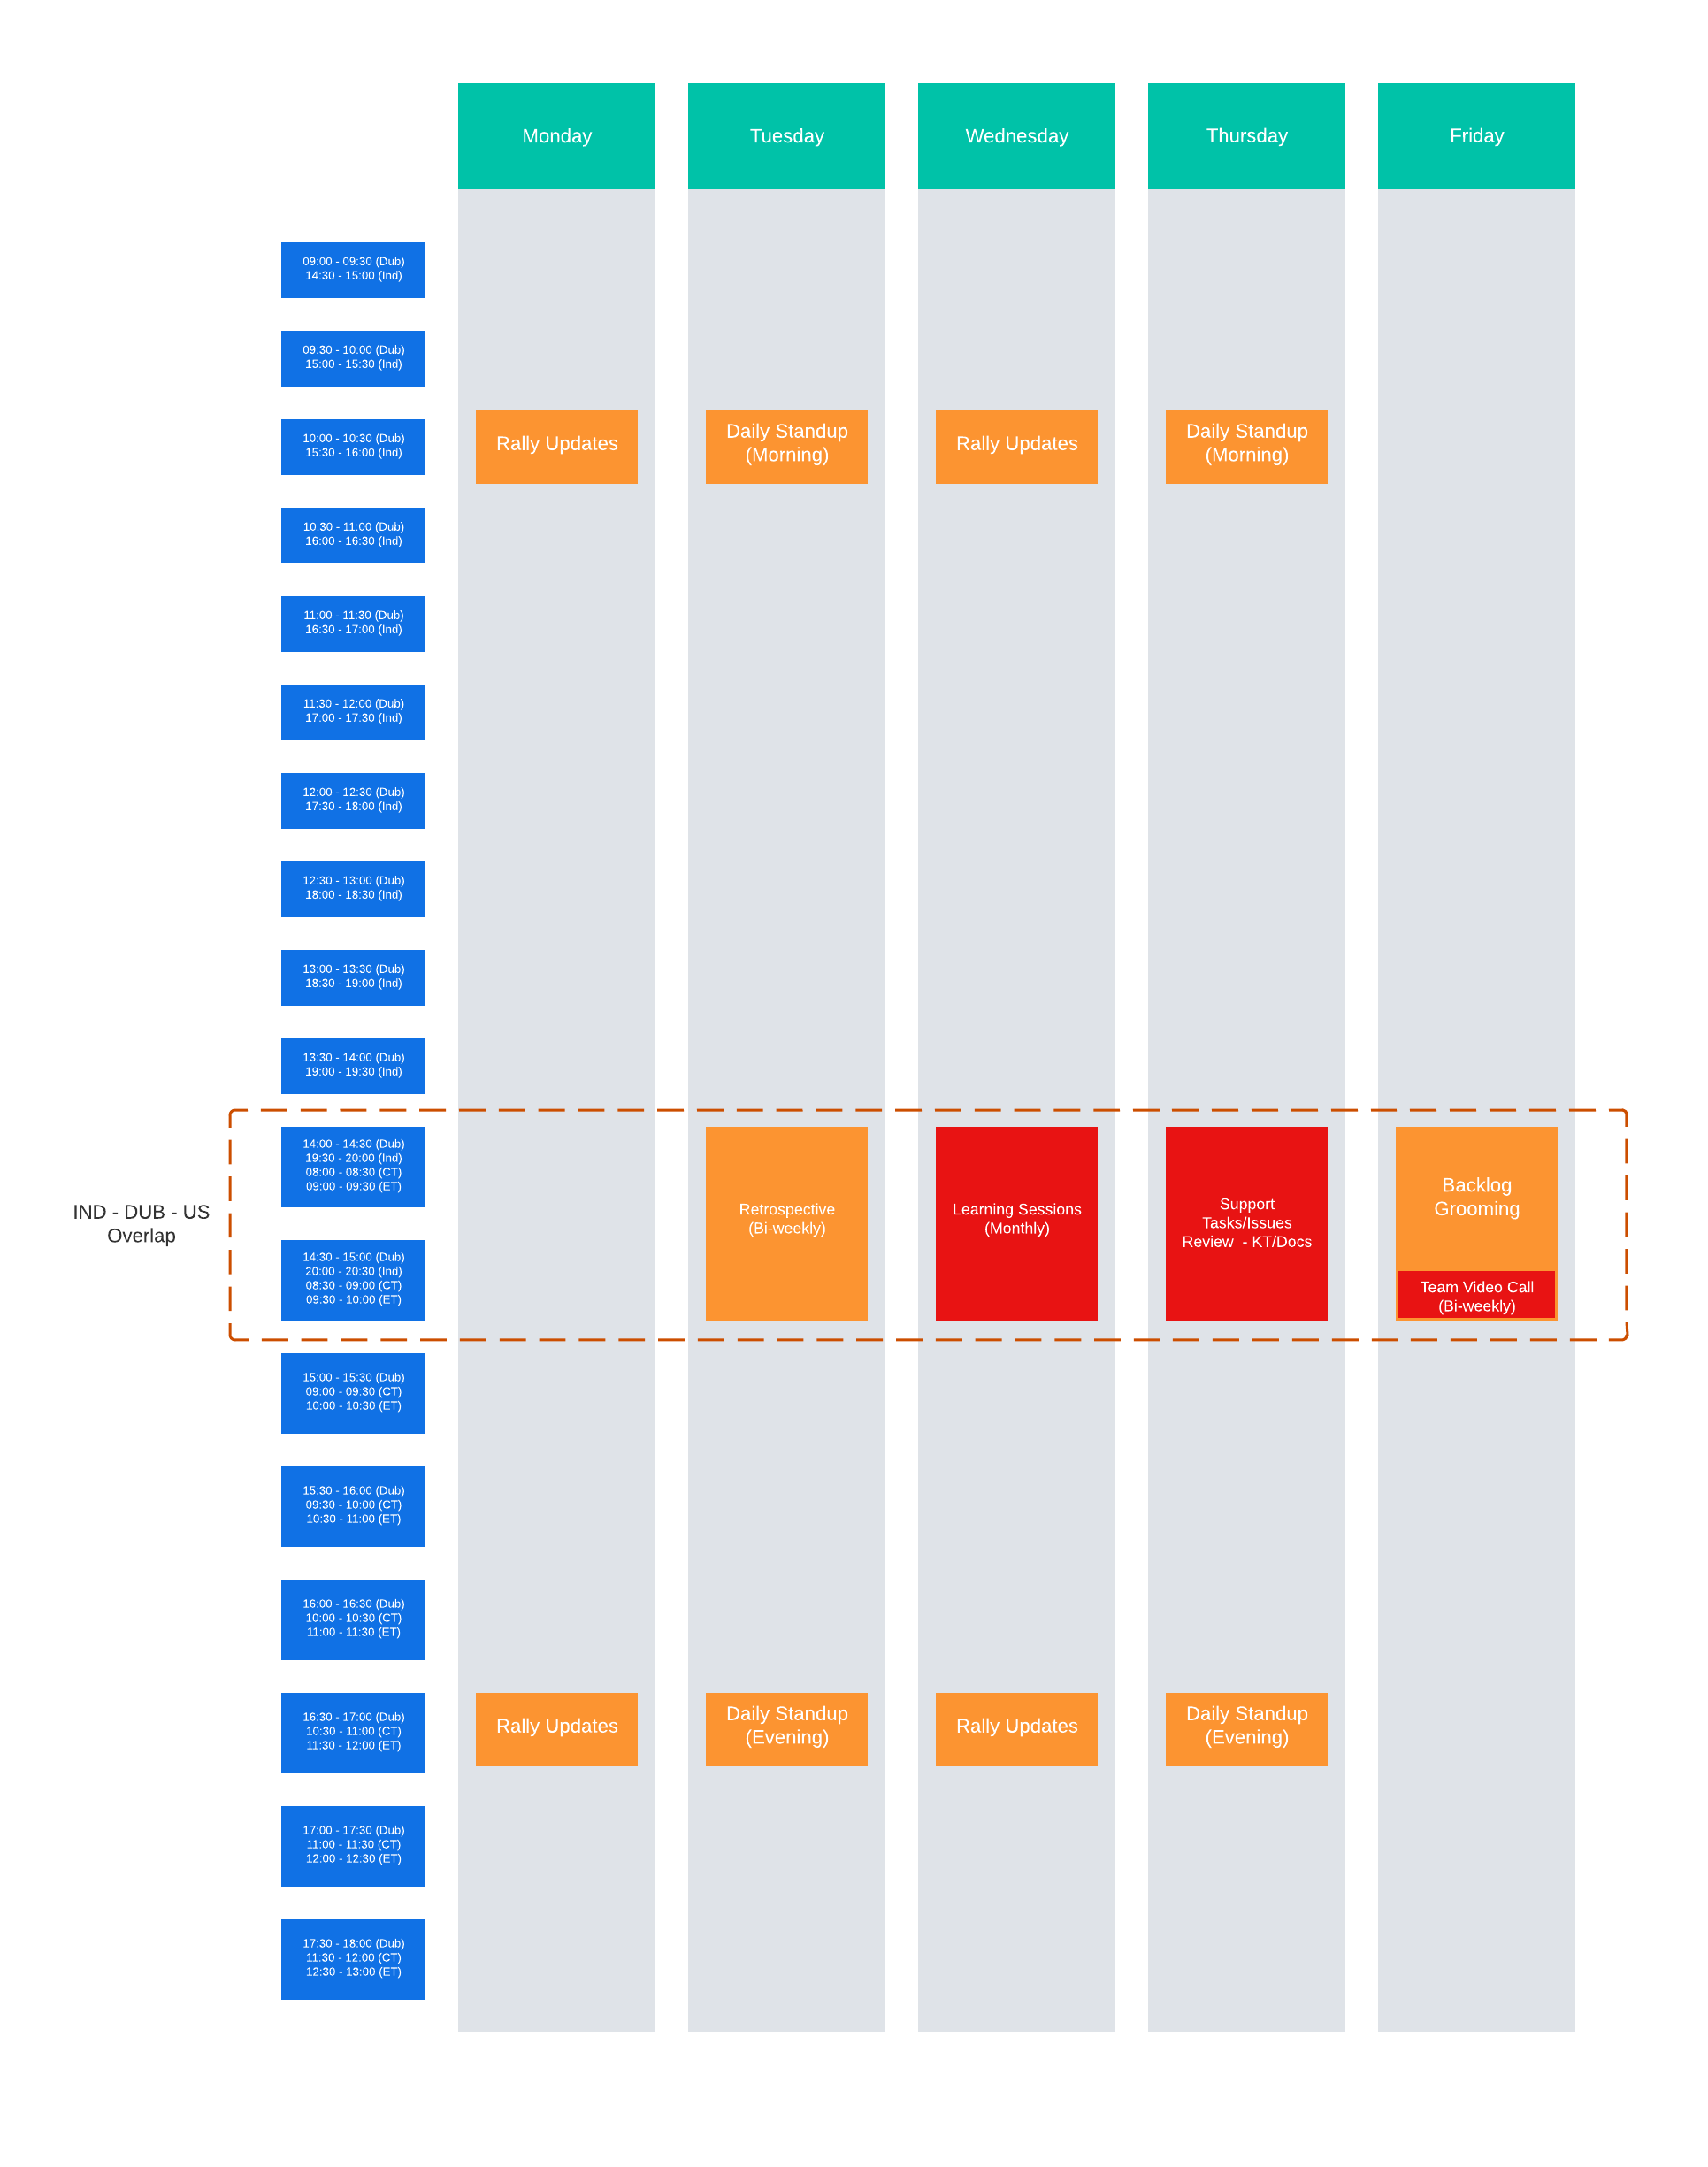 Monday
Tuesday
Wednesday
Thursday
Friday
09:00 - 09:30 (Dub)
14:30 - 15:00 (Ind)
09:30 - 10:00 (Dub)
15:00 - 15:30 (Ind)
10:00 - 10:30 (Dub)
15:30 - 16:00 (Ind)
Rally Updates
Daily Standup
(Morning)
Rally Updates
Daily Standup
(Morning)
10:30 - 11:00 (Dub)
16:00 - 16:30 (Ind)
11:00 - 11:30 (Dub)
16:30 - 17:00 (Ind)
11:30 - 12:00 (Dub)
17:00 - 17:30 (Ind)
12:00 - 12:30 (Dub)
17:30 - 18:00 (Ind)
12:30 - 13:00 (Dub)
18:00 - 18:30 (Ind)
13:00 - 13:30 (Dub)
18:30 - 19:00 (Ind)
13:30 - 14:00 (Dub)
19:00 - 19:30 (Ind)
IND - DUB - US
Overlap
14:00 - 14:30 (Dub)
19:30 - 20:00 (Ind)
08:00 - 08:30 (CT)
09:00 - 09:30 (ET)
14:30 - 15:00 (Dub)
20:00 - 20:30 (Ind)
08:30 - 09:00 (CT)
09:30 - 10:00 (ET)
Retrospective
(Bi-weekly)
Learning Sessions
(Monthly)
Support
Tasks/Issues
Review - KT/Docs
Backlog
Grooming
Team Video Call
(Bi-weekly)
15:00 - 15:30 (Dub)
09:00 - 09:30 (CT)
10:00 - 10:30 (ET)
15:30 - 16:00 (Dub)
09:30 - 10:00 (CT)
10:30 - 11:00 (ET)
16:00 - 16:30 (Dub)
10:00 - 10:30 (CT)
11:00 - 11:30 (ET)
16:30 - 17:00 (Dub)
10:30 - 11:00 (CT)
11:30 - 12:00 (ET)
Rally Updates
Daily Standup
(Evening)
Rally Updates
Daily Standup
(Evening)
17:00 - 17:30 (Dub)
11:00 - 11:30 (CT)
12:00 - 12:30 (ET)
17:30 - 18:00 (Dub)
11:30 - 12:00 (CT)
12:30 - 13:00 (ET)